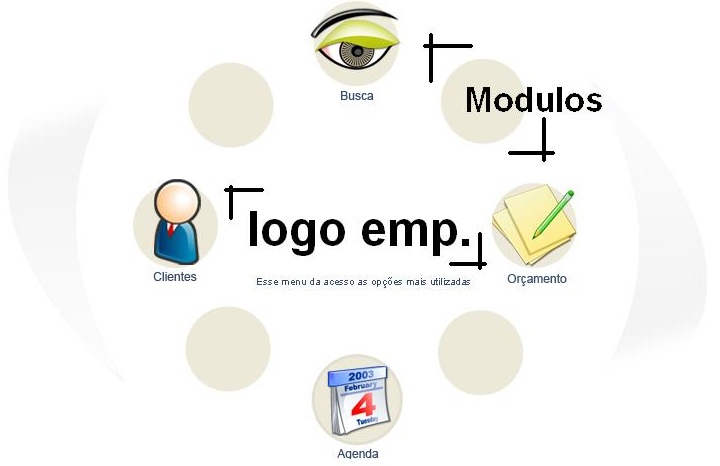 Busca
Modulos
Clientes
logo emp.
Esse menu da acesso as opções mais utilizadas
Orçamento
2003
February
4
Tuesday
Agenda